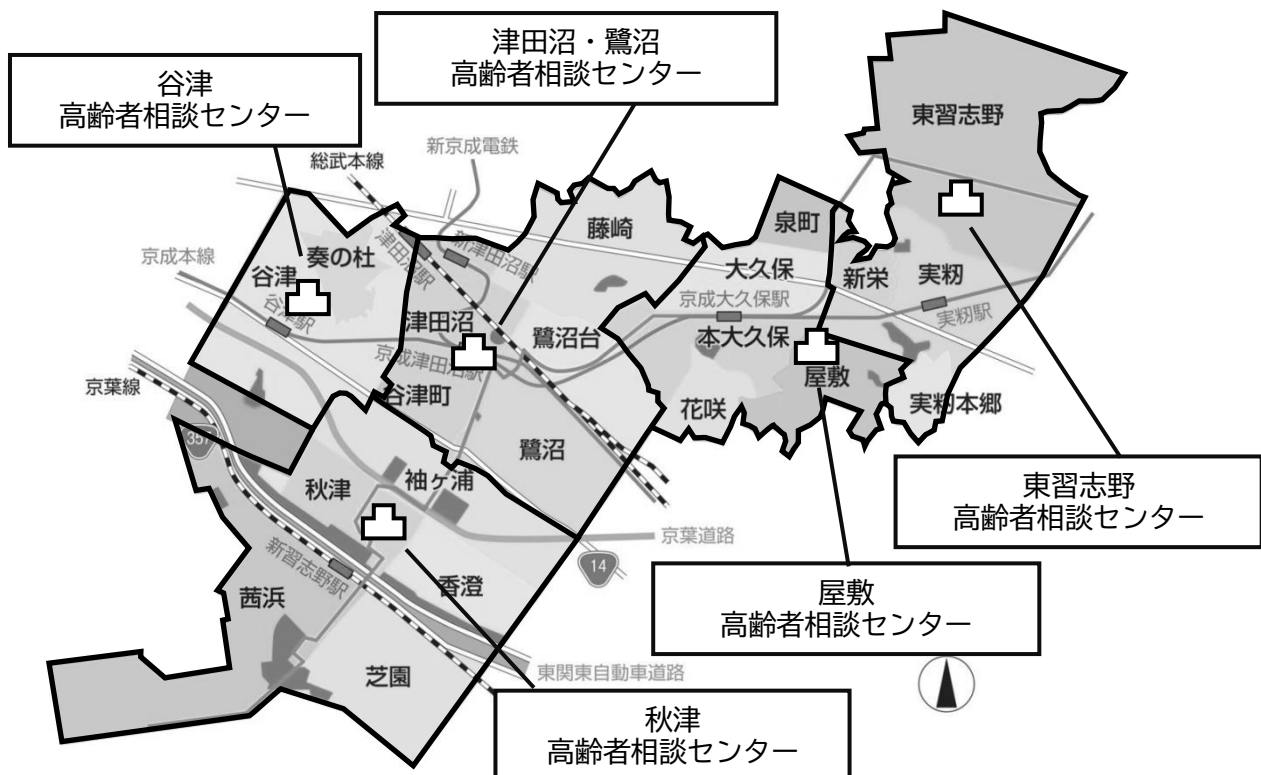 津田沼・鷺沼
高齢者相談センター
谷津
高齢者相談センター
東習志野
新京成電鉄
総武本線
藤崎
泉町
新津田沼駅
津田沼駅
奏の杜
京成本線
谷津
大久保
新栄
実籾
京成大久保駅
実籾駅
谷津駅
津田沼
鷺沼台
本大久保
京成津田沼駅
屋敷
京葉線
谷津町
花咲
実籾本郷
357
鷺沼
秋津
袖ヶ浦
東習志野
高齢者相談センター
京葉道路
新習志野駅
14
香澄
茜浜
屋敷
高齢者相談センター
芝園
東関東自動車道路
秋津
高齢者相談センター